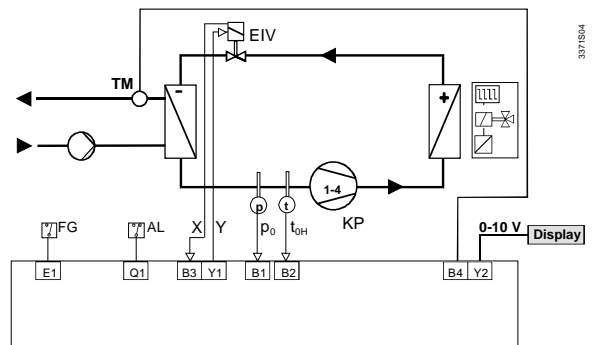 3371S04
EIV
TM
-
+
1-4
KP
p
t
FG
AL
X
Y
p₀
t₀H
0-10 V
Display
E1
Q1
B3
Y1
B1
B2
B4
Y2